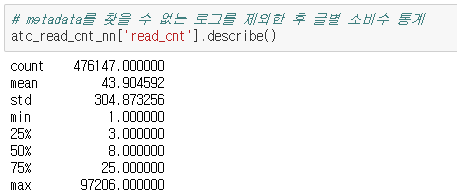 # metadata를 찾을 수 없는 로그를 제외한 후 글별 소비수 통계
atc_read_cnt_nn['read_cnt'].describe()
count    476147.000000
mean         43.904592
std         304.873256
min           1.000000
25%           3.000000
50%           8.000000
75%          25.000000
max       97206.000000